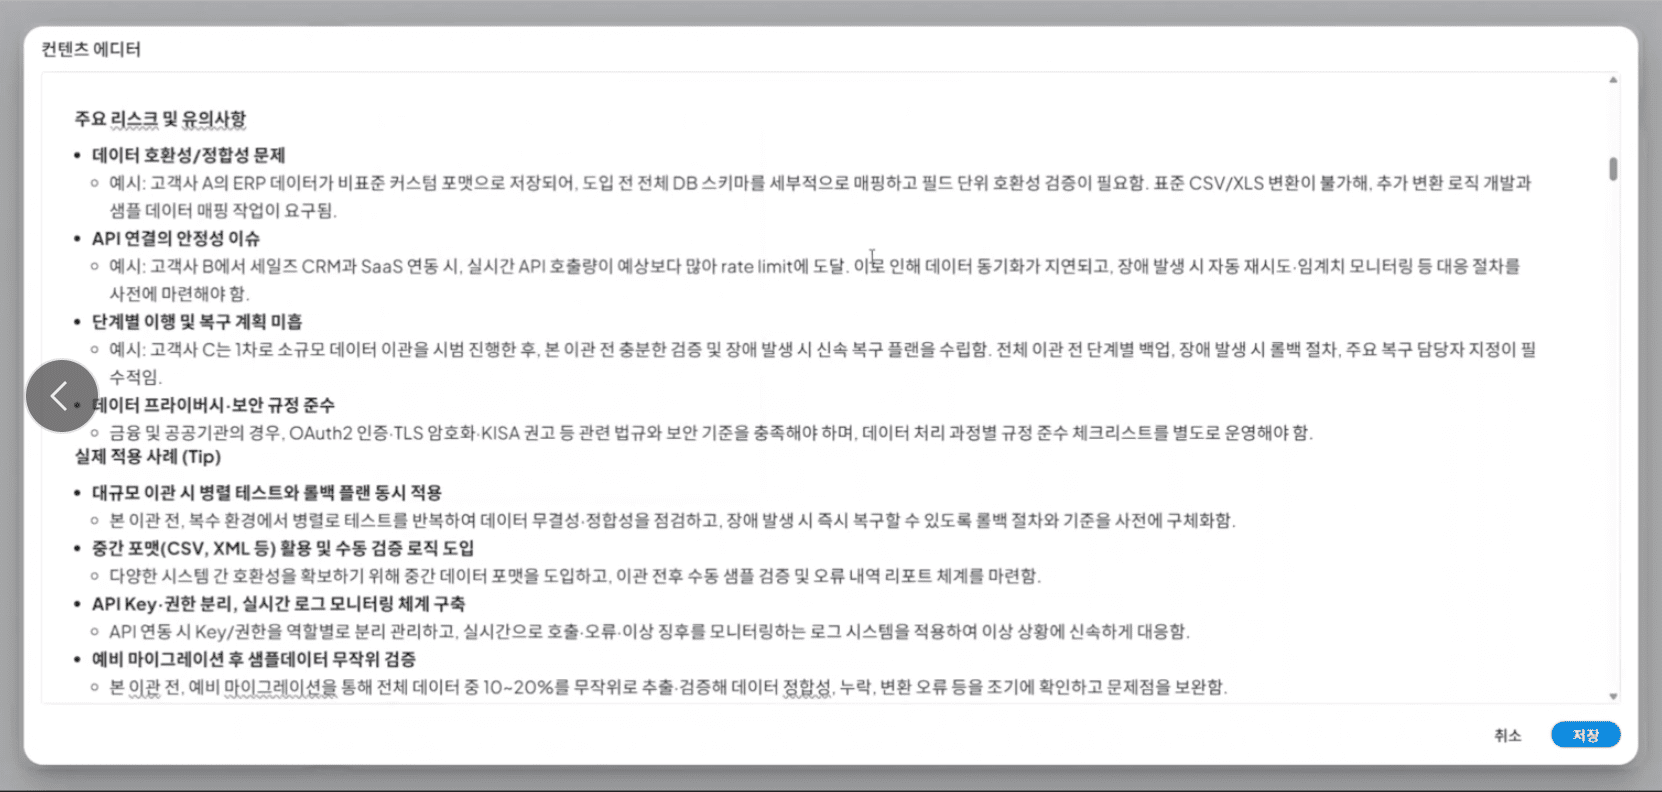 컨텐츠 에디터
주요 리스크 및 유의사항
• 데이터 호환성/정합성 문제
○ 예시: 고객사 A의 ERP 데이터가 비표준 커스텀 포맷으로 저장되어, 도입 전 전체 DB 스키마를 세부적으로 매핑하고 필드 단위 호환성 검증이 필요함. 표준 CSV/XLS 변환이 불가해, 추가 변환 로직 개발과
샘플 데이터 매핑 작업이 요구됨.
• API 연결의 안정성 이슈
○ 예시: 고객사 B에서 세일즈 CRM과 SaaS 연동 시, 실시간 API 호출량이 예상보다 많아 rate limit에 도달. 이로 인해 데이터 동기화가 지연되고, 장애 발생 시 자동 재시도·임계치 모니터링 등 대응 절차를
사전에 마련해야 함.
• 단계별 이행 및 복구 계획 미흡
○ 예시: 고객사 C는 1차로 소규모 데이터 이관을 시범 진행한 후, 본 이관 전 충분한 검증 및 장애 발생 시 신속 복구 플랜을 수립함. 전체 이관 전 단계별 백업, 장애 발생 시 롤백 절차, 주요 복구 담당자 지정이 필
수적임.
• 데이터 프라이버시·보안 규정 준수
○ 금융 및 공공기관의 경우, OAuth2 인증·TLS 암호화·KISA 권고 등 관련 법규와 보안 기준을 충족해야 하며, 데이터 처리 과정별 규정 준수 체크리스트를 별도로 운영해야 함.
실제 적용 사례 (Tip)
• 대규모 이관 시 병렬 테스트와 롤백 플랜 동시 적용
○ 본 이관 전, 복수 환경에서 병렬로 테스트를 반복하여 데이터 무결성·정합성을 점검하고, 장애 발생 시 즉시 복구할 수 있도록 롤백 절차와 기준을 사전에 구체화함.
• 중간 포맷(CSV, XML 등) 활용 및 수동 검증 로직 도입
○ 다양한 시스템 간 호환성을 확보하기 위해 중간 데이터 포맷을 도입하고, 이관 전후 수동 샘플 검증 및 오류 내역 리포트 체계를 마련함.
• API Key·권한 분리, 실시간 로그 모니터링 체계 구축
○ API 연동 시 Key/권한을 역할별로 분리 관리하고, 실시간으로 호출·오류·이상 징후를 모니터링하는 로그 시스템을 적용하여 이상 상황에 신속하게 대응함.
• 예비 마이그레이션 후 샘플데이터 무작위 검증
○ 본 이관 전, 예비 마이그레이션을 통해 전체 데이터 중 10~20%를 무작위로 추출·검증해 데이터 정합성, 누락, 변환 오류 등을 조기에 확인하고 문제점을 보완함.
취소
저장